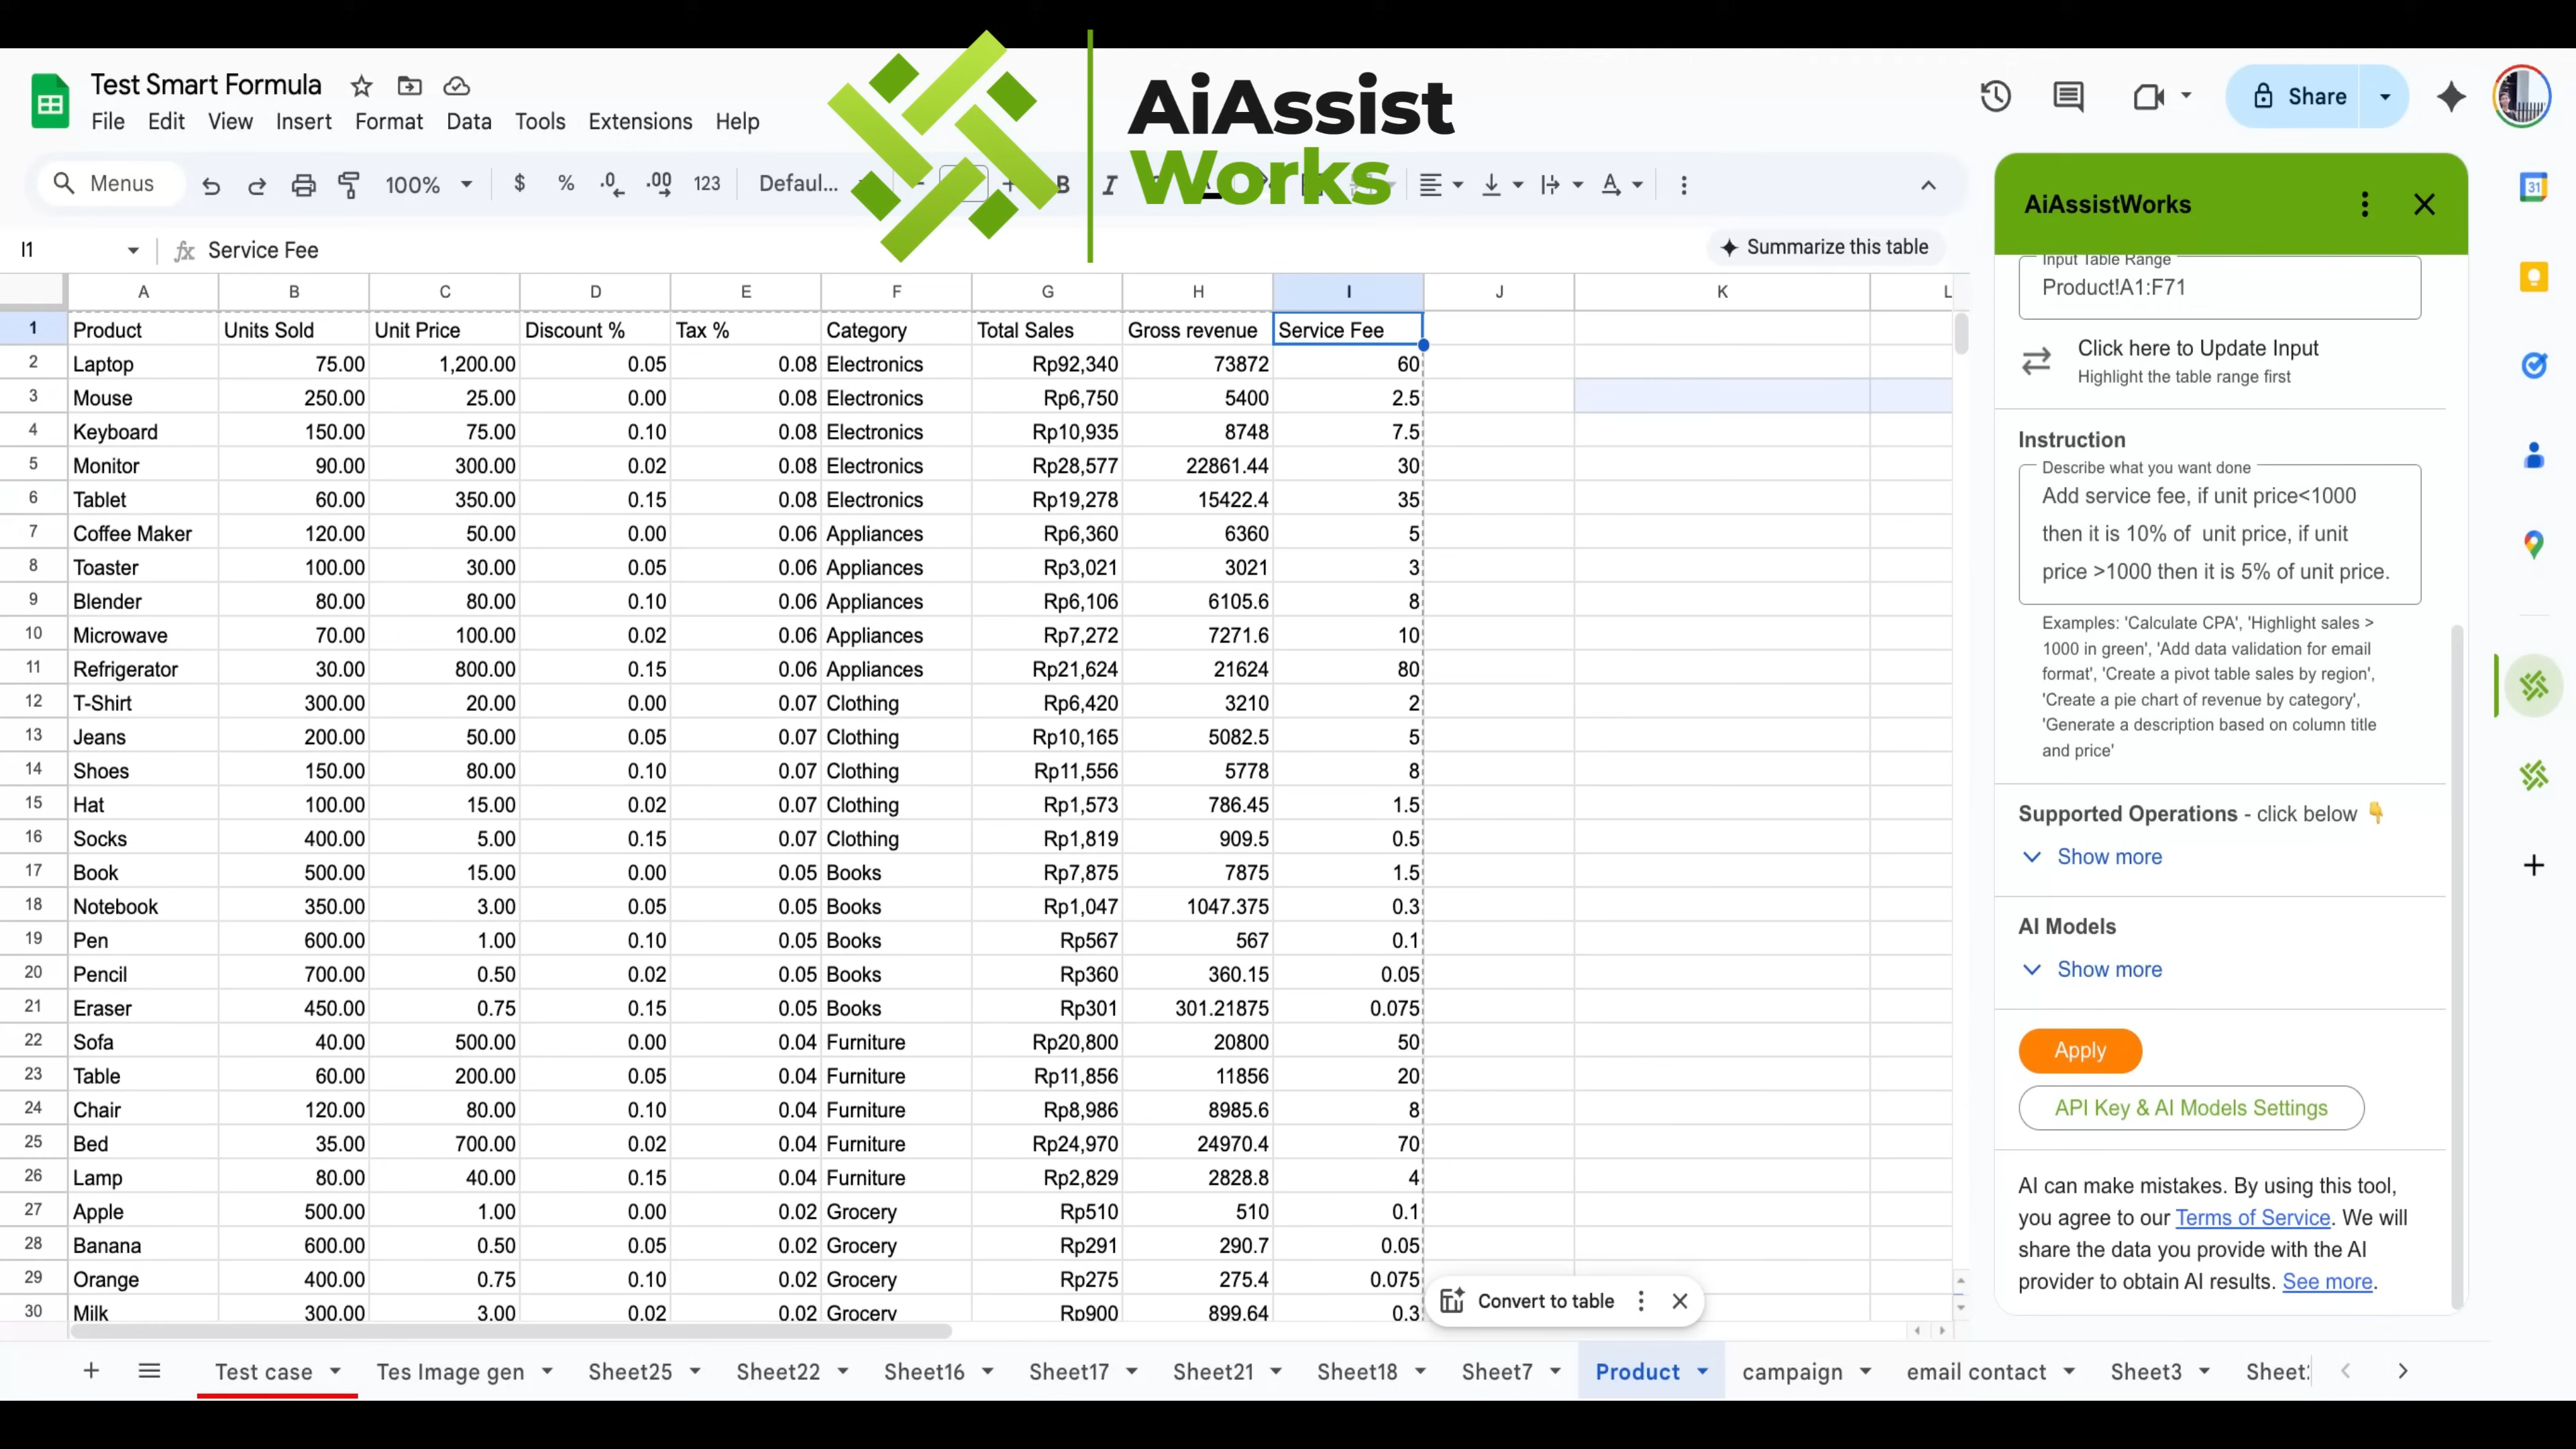 AiAssist
Works
Test Smart Formula
File Edit View Insert Format Data Tools Extensions Help
Share
Menus 100% $ % .0 .00 123 Defaul... B I A
I1 Service Fee
Summarize this table
A B C D E F G H I J K L
1 Product Units Sold Unit Price Discount % Tax % Category Total Sales Gross revenue Service Fee
2 Laptop 75.00 1,200.00 0.05 0.08 Electronics Rp92,340 73872 60
3 Mouse 250.00 25.00 0.00 0.08 Electronics Rp6,750 5400 2.5
4 Keyboard 150.00 75.00 0.10 0.08 Electronics Rp10,935 8748 7.5
5 Monitor 90.00 300.00 0.02 0.08 Electronics Rp28,577 22861.44 30
6 Tablet 60.00 350.00 0.15 0.08 Electronics Rp19,278 15422.4 35
7 Coffee Maker 120.00 50.00 0.00 0.06 Appliances Rp6,360 6360 5
8 Toaster 100.00 30.00 0.05 0.06 Appliances Rp3,021 3021 3
9 Blender 80.00 80.00 0.10 0.06 Appliances Rp6,106 6105.6 8
10 Microwave 70.00 100.00 0.02 0.06 Appliances Rp7,272 7271.6 10
11 Refrigerator 30.00 800.00 0.15 0.06 Appliances Rp21,624 21624 80
12 T-Shirt 300.00 20.00 0.00 0.07 Clothing Rp6,420 3210 2
13 Jeans 200.00 50.00 0.05 0.07 Clothing Rp10,165 5082.5 5
14 Shoes 150.00 80.00 0.10 0.07 Clothing Rp11,556 5778 8
15 Hat 100.00 15.00 0.02 0.07 Clothing Rp1,573 786.45 1.5
16 Socks 400.00 5.00 0.15 0.07 Clothing Rp1,819 909.5 0.5
17 Book 500.00 15.00 0.00 0.05 Books Rp7,875 7875 1.5
18 Notebook 350.00 3.00 0.05 0.05 Books Rp1,047 1047.375 0.3
19 Pen 600.00 1.00 0.10 0.05 Books Rp567 567 0.1
20 Pencil 700.00 0.50 0.02 0.05 Books Rp360 360.15 0.05
21 Eraser 450.00 0.75 0.15 0.05 Books Rp301 301.21875 0.075
22 Sofa 40.00 500.00 0.00 0.04 Furniture Rp20,800 20800 50
23 Table 60.00 200.00 0.05 0.04 Furniture Rp11,856 11856 20
24 Chair 120.00 80.00 0.10 0.04 Furniture Rp8,986 8985.6 8
25 Bed 35.00 700.00 0.02 0.04 Furniture Rp24,970 24970.4 70
26 Lamp 80.00 40.00 0.15 0.04 Furniture Rp2,829 2828.8 4
27 Apple 500.00 1.00 0.00 0.02 Grocery Rp510 510 0.1
28 Banana 600.00 0.50 0.05 0.02 Grocery Rp291 290.7 0.05
29 Orange 400.00 0.75 0.10 0.02 Grocery Rp275 275.4 0.075
30 Milk 300.00 3.00 0.02 0.02 Grocery Rp900 899.64 0.3
Convert to table
Test case Tes Image gen Sheet25 Sheet22 Sheet16 Sheet17 Sheet21 Sheet18 Sheet7 Product campaign email contact Sheet3 Sheet
AiAssistWorks
Input Table Range
Product!A1:F71
Click here to Update Input
Highlight the table range first
Instruction
Describe what you want done
Add service fee, if unit price<1000
then it is 10% of unit price, if unit
price >1000 then it is 5% of unit price.
Examples: 'Calculate CPA', 'Highlight sales >
1000 in green', 'Add data validation for email
format', 'Create a pivot table sales by region',
'Create a pie chart of revenue by category',
'Generate a description based on column title
and price'
Supported Operations - click below 👇
Show more
AI Models
Show more
Apply
API Key & AI Models Settings
AI can make mistakes. By using this tool,
you agree to our Terms of Service. We will
share the data you provide with the AI
provider to obtain AI results. See more.
31